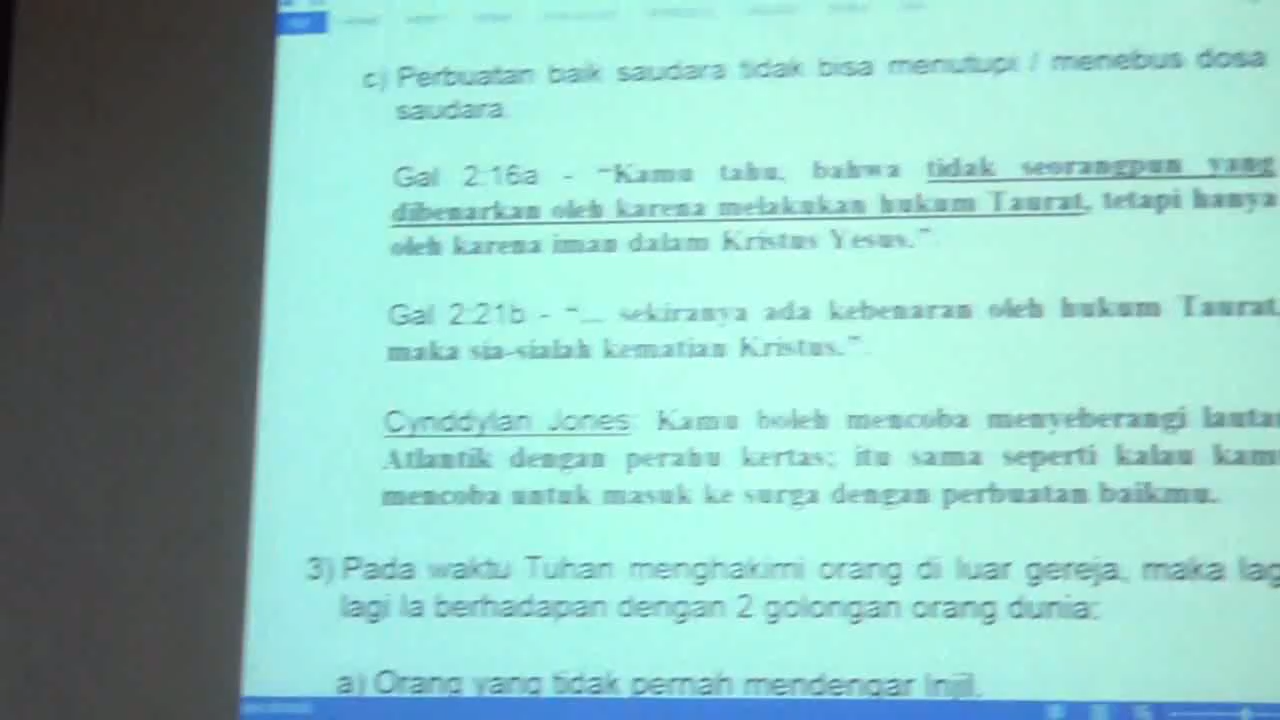 c) Perbuatan baik saudara tidak bisa menutupi / menebus dosa
saudara.
Gal 2:16a - “Kamu tahu, bahwa tidak seorangpun yang
dibenarkan oleh karena melakukan hukum Taurat, tetapi hanya
oleh karena iman dalam Kristus Yesus.”.
Gal 2:21b - “... sekiranya ada kebenaran oleh hukum Taurat,
maka sia-sialah kematian Kristus.”.
Cynddylan Jones: Kamu boleh mencoba menyeberangi lautan
Atlantik dengan perahu kertas; itu sama seperti kalau kamu
mencoba untuk masuk ke surga dengan perbuatan baikmu.
3) Pada waktu Tuhan menghakimi orang di luar gereja, maka lag
lagi Ia berhadapan dengan 2 golongan orang dunia:
a) Orang yang tidak pernah mendengar Injil.